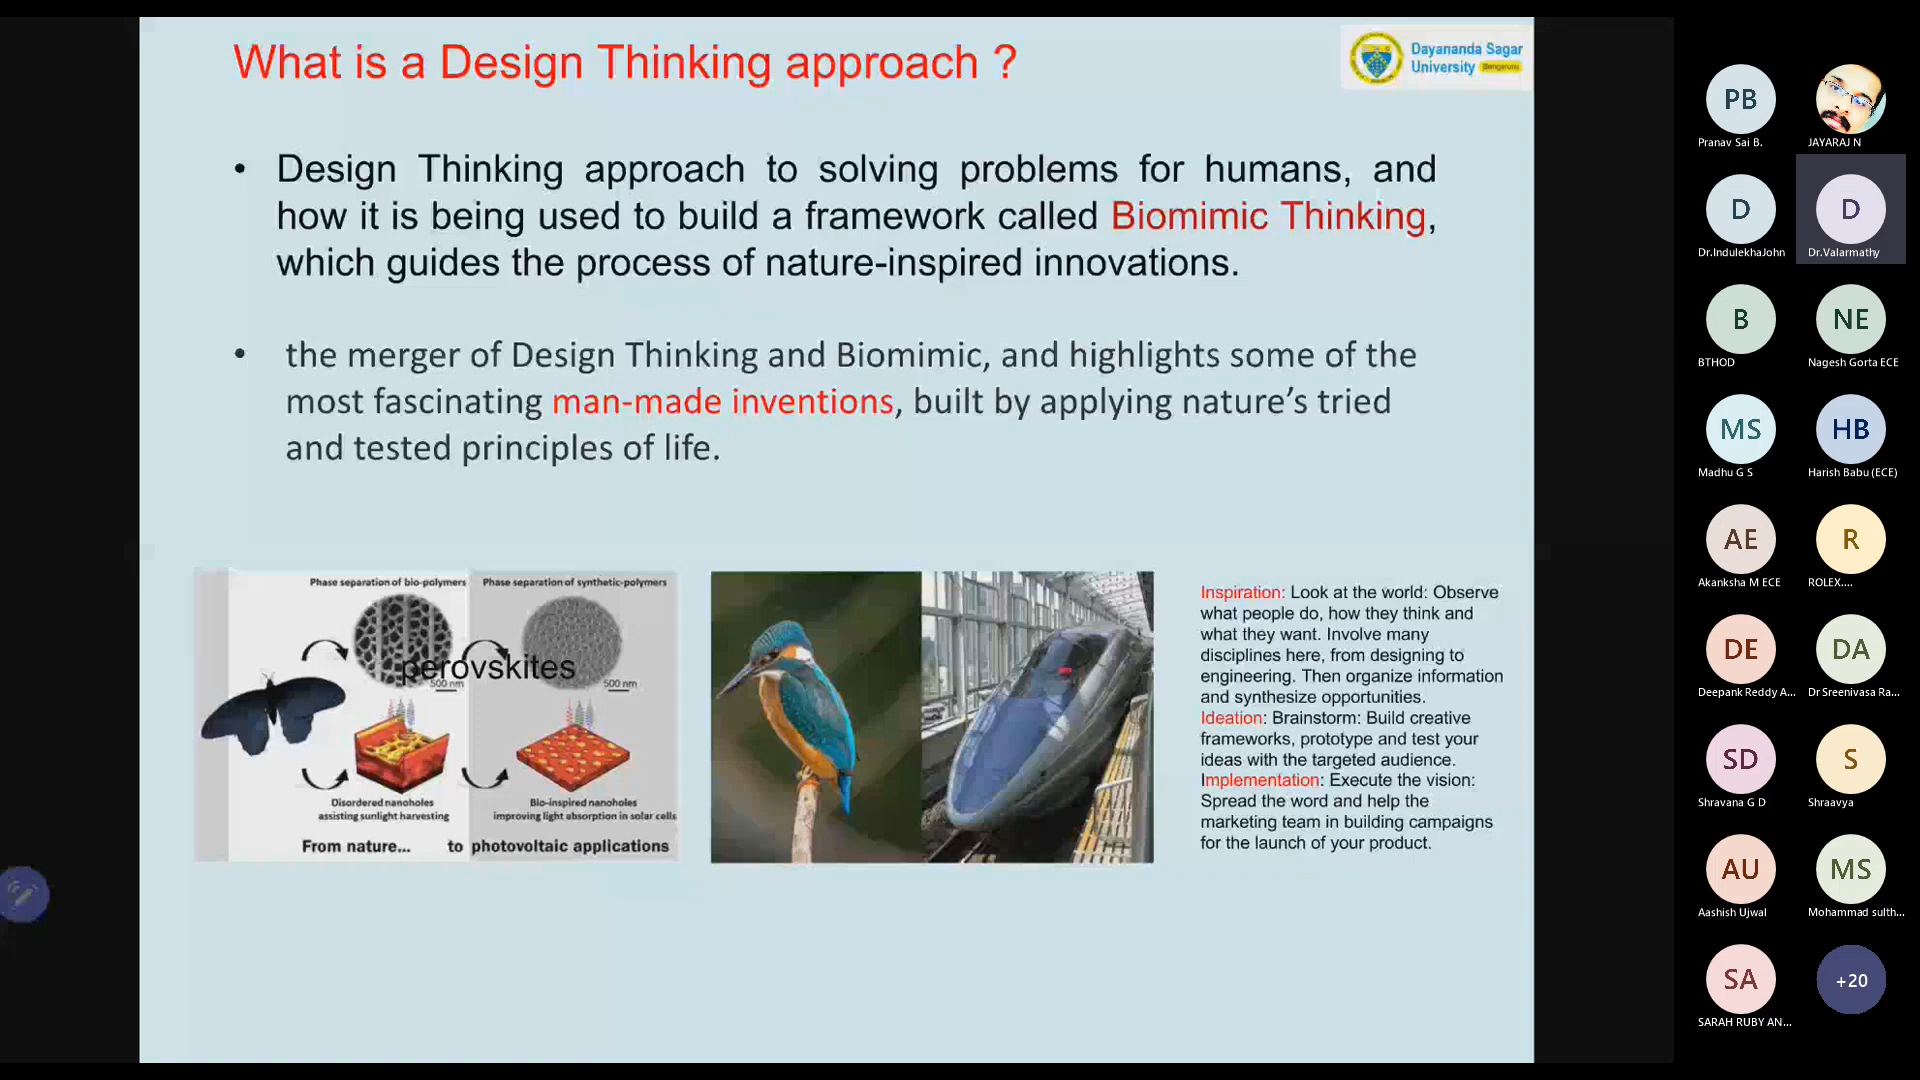 What is a Design Thinking approach ?
Dayananda Sagar
University Bengaluru
• Design Thinking approach to solving problems for humans, and
how it is being used to build a framework called Biomimic Thinking,
which guides the process of nature-inspired innovations.
• the merger of Design Thinking and Biomimic, and highlights some of the
most fascinating man-made inventions, built by applying nature’s tried
and tested principles of life.
Phase separation of bio-polymers
Phase separation of synthetic-polymers
perovskites
500 nm
500 nm
Disordered nanoholes
assisting sunlight harvesting
Bio-inspired nanoholes
improving light absorption in solar cells
From nature... to photovoltaic applications
Inspiration: Look at the world: Observe
what people do, how they think and
what they want. Involve many
disciplines here, from designing to
engineering. Then organize information
and synthesize opportunities.
Ideation: Brainstorm: Build creative
frameworks, prototype and test your
ideas with the targeted audience.
Implementation: Execute the vision:
Spread the word and help the
marketing team in building campaigns
for the launch of your product.
PB
Pranav Sai B.
JAYARAJ N
D
Dr.IndulekhaJohn
D
Dr.Valarmathy
B
BTHOD
NE
Nagesh Gorta ECE
MS
Madhu G S
HB
Harish Babu (ECE)
AE
Akanksha M ECE
R
ROLEX....
DE
Deepank Reddy A...
DA
Dr Sreenivasa Ra...
SD
Shravana G D
S
Shraavya
AU
Aashish Ujwal
MS
Mohammad sulth...
SA
SARAH RUBY AN...
+20